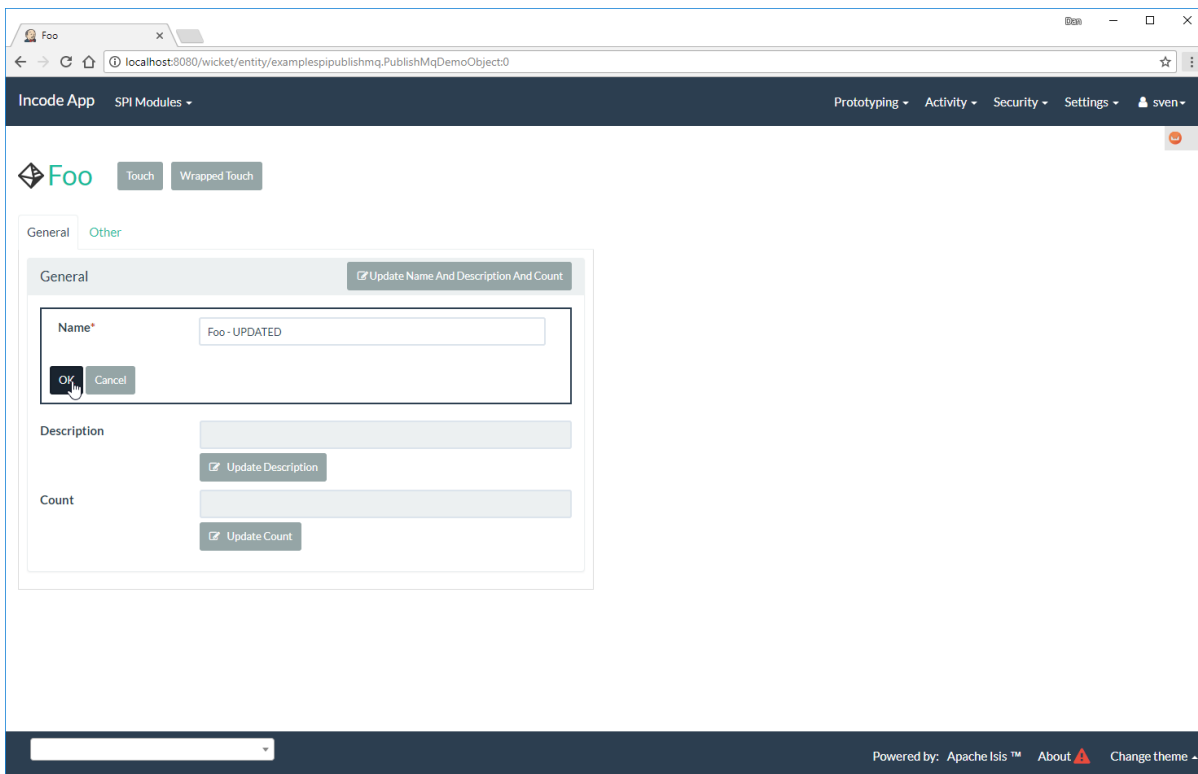 Dan
Foo
localhost:8080/wicket/entity/examplespipublishmq.PublishMqDemoObject:0
Incode App SPI Modules Prototyping Activity Security Settings sven
Foo Touch Wrapped Touch
General Other
General Update Name And Description And Count
Name* Foo - UPDATED
OK Cancel
Description
Update Description
Count
Update Count
Powered by: Apache Isis ™ About Change theme